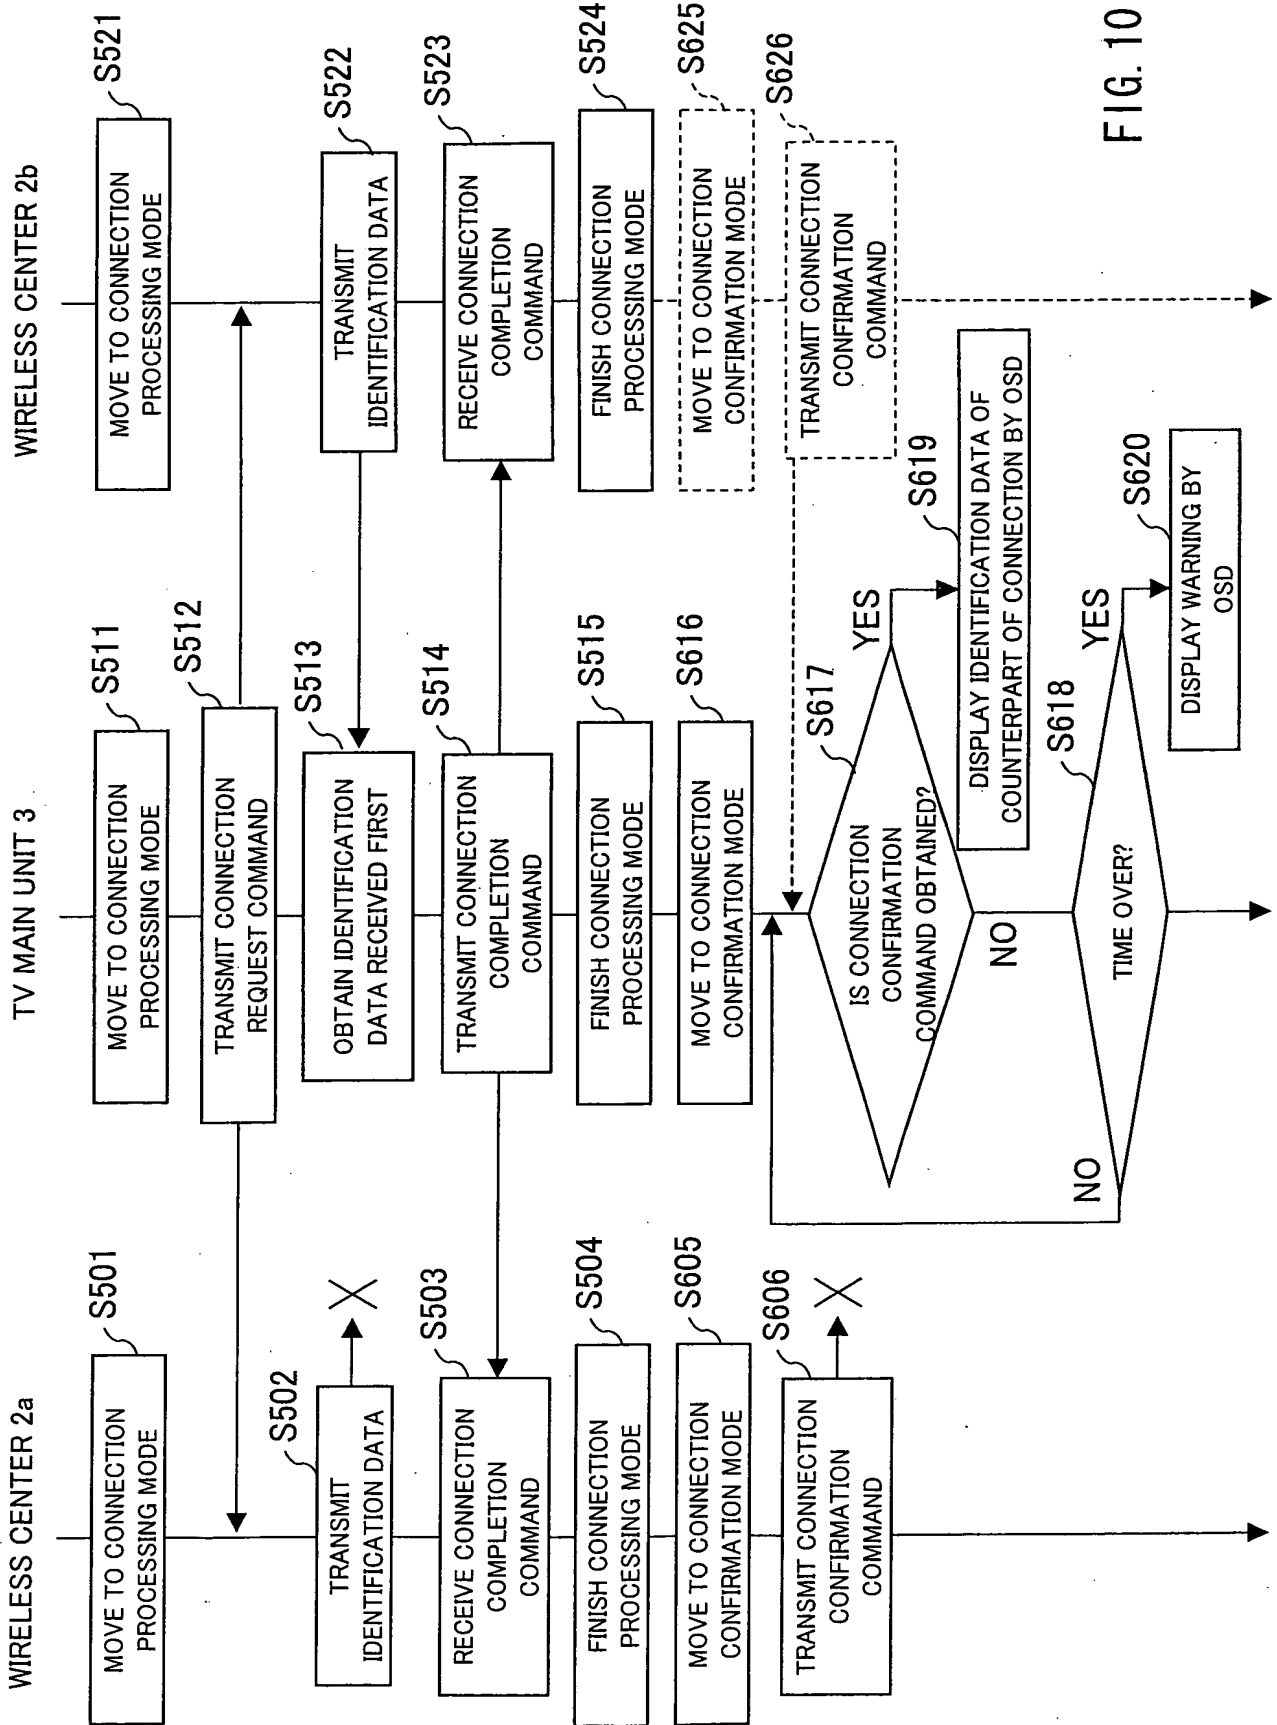 WIRELESS CENTER 2a
MOVE TO CONNECTION
PROCESSING MODE
S501
TRANSMIT
IDENTIFICATION DATA
S502
RECEIVE CONNECTION
COMPLETION
COMMAND
S503
FINISH CONNECTION
PROCESSING MODE
S504
MOVE TO CONNECTION
CONFIRMATION MODE
S605
TRANSMIT CONNECTION
CONFIRMATION
COMMAND
S606
TV MAIN UNIT 3
MOVE TO CONNECTION
PROCESSING MODE
S511
TRANSMIT CONNECTION
REQUEST COMMAND
S512
OBTAIN IDENTIFICATION
DATA RECEIVED FIRST
S513
TRANSMIT CONNECTION
COMPLETION
COMMAND
S514
FINISH CONNECTION
PROCESSING MODE
S515
MOVE TO CONNECTION
CONFIRMATION MODE
S616
IS CONNECTION
CONFIRMATION
COMMAND OBTAINED?
S617
YES
NO
DISPLAY IDENTIFICATION DATA OF
COUNTERPART OF CONNECTION BY OSD
S619
TIME OVER?
S618
YES
NO
DISPLAY WARNING BY
OSD
S620
WIRELESS CENTER 2b
MOVE TO CONNECTION
PROCESSING MODE
S521
TRANSMIT
IDENTIFICATION DATA
S522
RECEIVE CONNECTION
COMPLETION
COMMAND
S523
FINISH CONNECTION
PROCESSING MODE
S524
MOVE TO CONNECTION
CONFIRMATION MODE
S625
TRANSMIT CONNECTION
CONFIRMATION
COMMAND
S626
FIG. 10